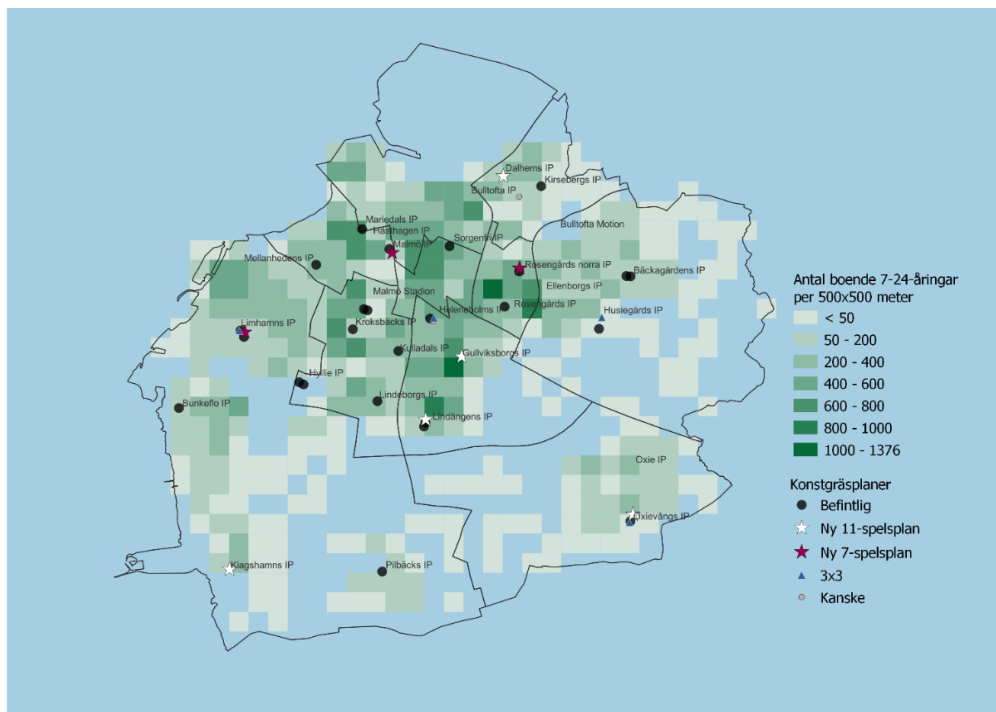 Dalhems IP
Kirsebergs IP
Bulltofta IP
Mariedals IP
Hästhagen IP
Bulltofta Motion
Malmö IP
Sorgenfri IP
Mellanhedens IP
Rosengårds norra IP
Bäckagårdens IP
Ellenborgs IP
Malmö Stadion
Rosengårds IP
Heleneholms IP
Husiegårds IP
Limhamns IP
Kroksbäcks IP
Kulladals IP
Gullviksborgs IP
Hyllie IP
Bunkeflo IP
Lindeborgs IP
Lindängens IP
Oxie IP
Oxievångs IP
Klagshamns IP
Pilbäcks IP
Antal boende 7-24-åringar
per 500x500 meter
< 50
50 - 200
200 - 400
400 - 600
600 - 800
800 - 1000
1000 - 1376
Konstgräsplaner
Befintlig
Ny 11-spelsplan
Ny 7-spelsplan
3x3
Kanske